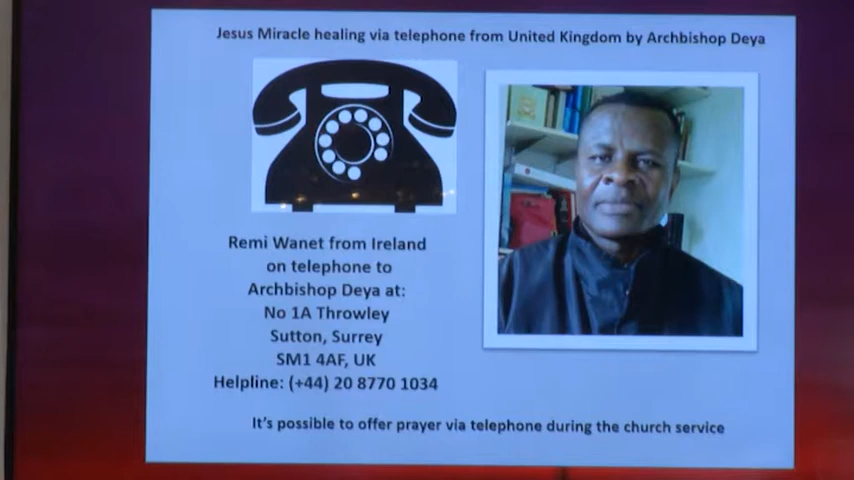 Jesus Miracle healing via telephone from United Kingdom by Archbishop Deya
Remi Wanet from Ireland
on telephone to
Archbishop Deya at:
No 1A Throwley
Sutton, Surrey
SM1 4AF, UK
Helpline: (+44) 20 8770 1034
It's possible to offer prayer via telephone during the church service